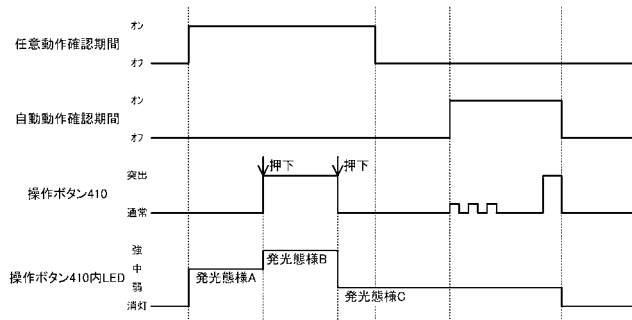 任意動作確認期間
オン
オフ
自動動作確認期間
オン
オフ
操作ボタン410
突出
通常
押下
押下
操作ボタン410内LED
強
中
弱
消灯
発光態様A
発光態様B
発光態様C